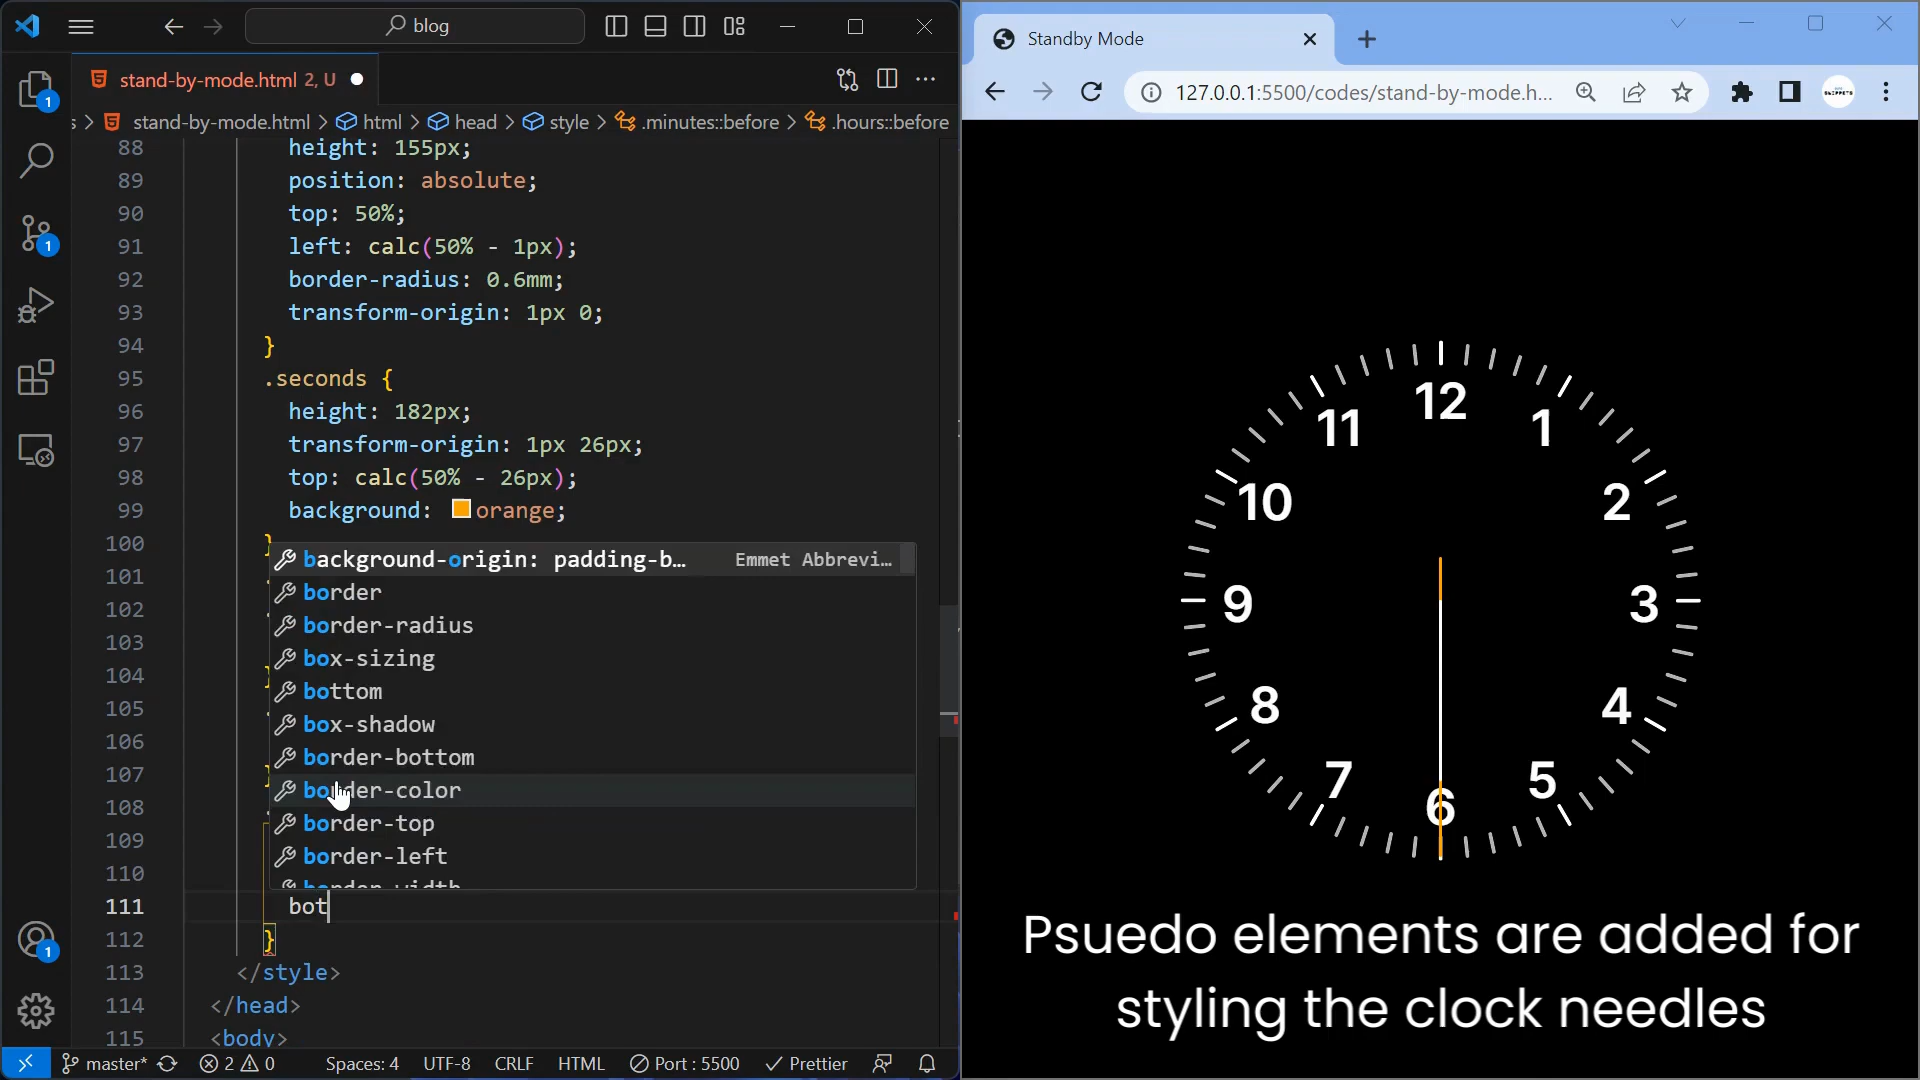 blog
stand-by-mode.html 2, U
s > stand-by-mode.html > html > head > style > .minutes::before > .hours::before
88 height: 155px;
89 position: absolute;
90 top: 50%;
91 left: calc(50% - 1px);
92 border-radius: 0.6mm;
93 transform-origin: 1px 0;
94 }
95 .seconds {
96 height: 182px;
97 transform-origin: 1px 26px;
98 top: calc(50% - 26px);
99 background: orange;
100 }
101
102
103
104
105
106
107
108
109
110
background-origin: padding-b... Emmet Abbrevi...
border
border-radius
box-sizing
bottom
box-shadow
border-bottom
border-color
border-top
border-left
border-width
111 bot
112 }
113 </style>
114 </head>
115 <body>
1
1
1
master* 2 0 Spaces: 4 UTF-8 CRLF HTML Port : 5500 Prettier
Standby Mode
127.0.0.1:5500/codes/stand-by-mode.h...
12
11 1
10 2
9 3
8 4
7 5
6
Psuedo elements are added for
styling the clock needles